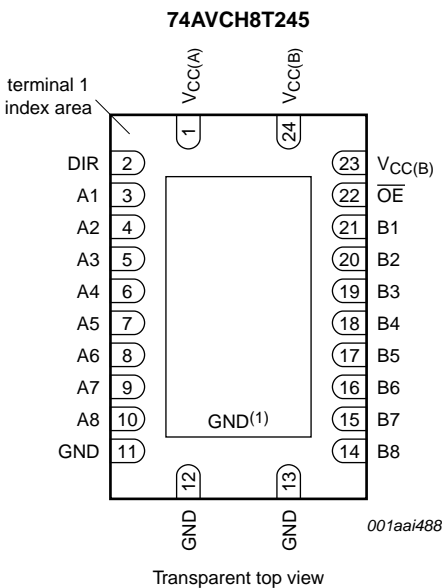 74AVCH8T245
VCC(A)
VCC(B)
terminal 1
index area
1
24
DIR 2
23 VCC(B)
A1 3
22 OE
A2 4
21 B1
A3 5
20 B2
A4 6
19 B3
A5 7
18 B4
A6 8
17 B5
A7 9
16 B6
A8 10
15 B7
GND(1)
GND 11
14 B8
12
13
GND
GND
001aai488
Transparent top view